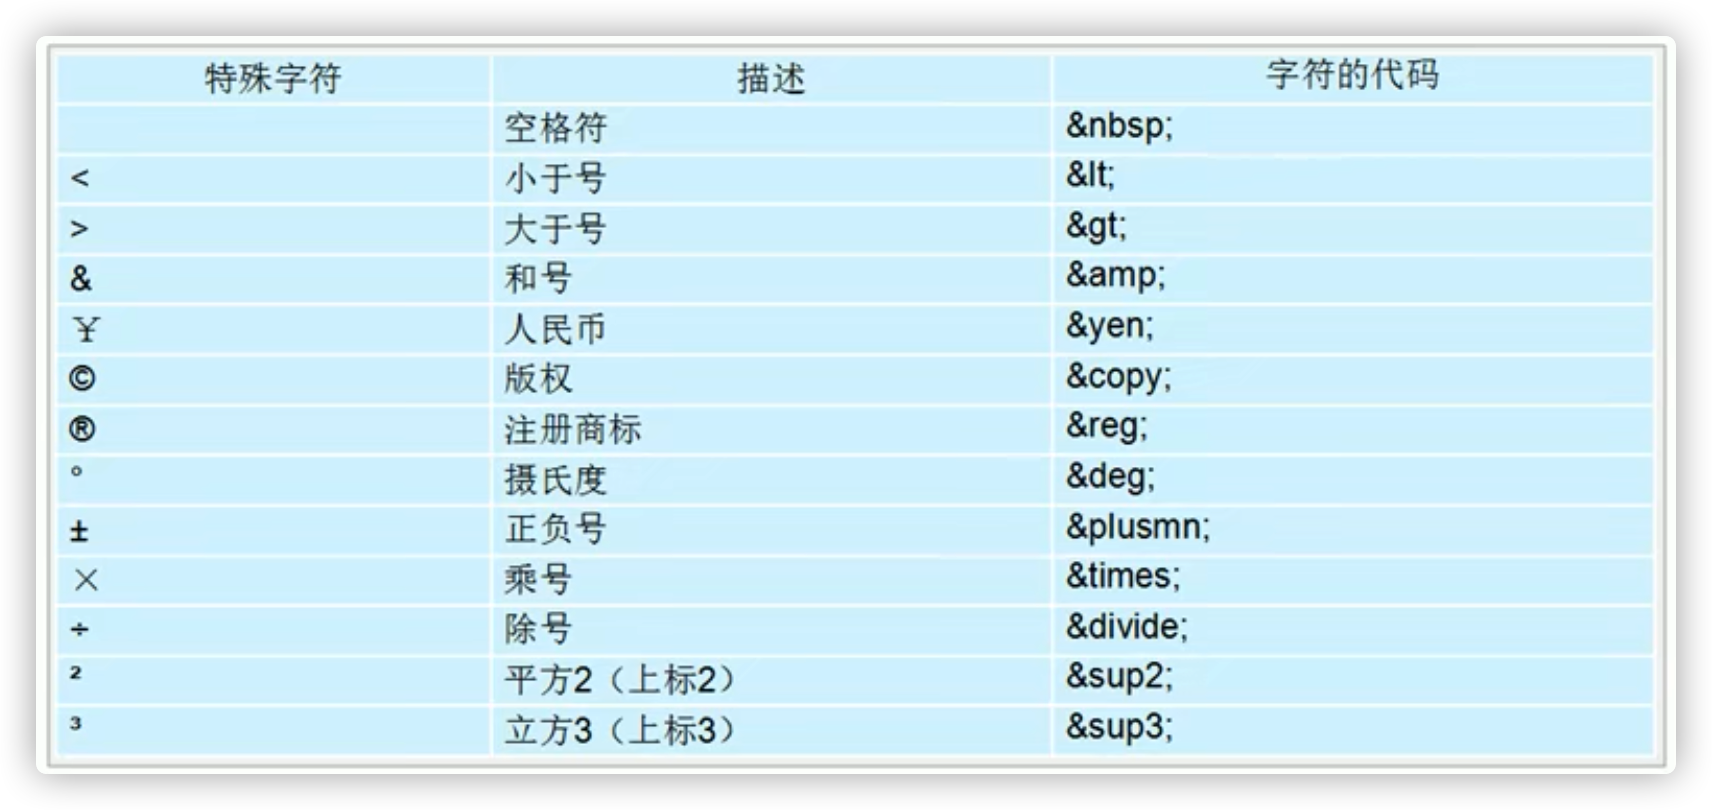 特殊字符 描述 字符的代码
空格符 &nbsp;
< 小于号 &lt;
> 大于号 &gt;
& 和号 &amp;
¥ 人民币 &yen;
© 版权 &copy;
® 注册商标 &reg;
° 摄氏度 &deg;
± 正负号 &plusmn;
× 乘号 &times;
÷ 除号 &divide;
² 平方2（上标2） &sup2;
³ 立方3（上标3） &sup3;